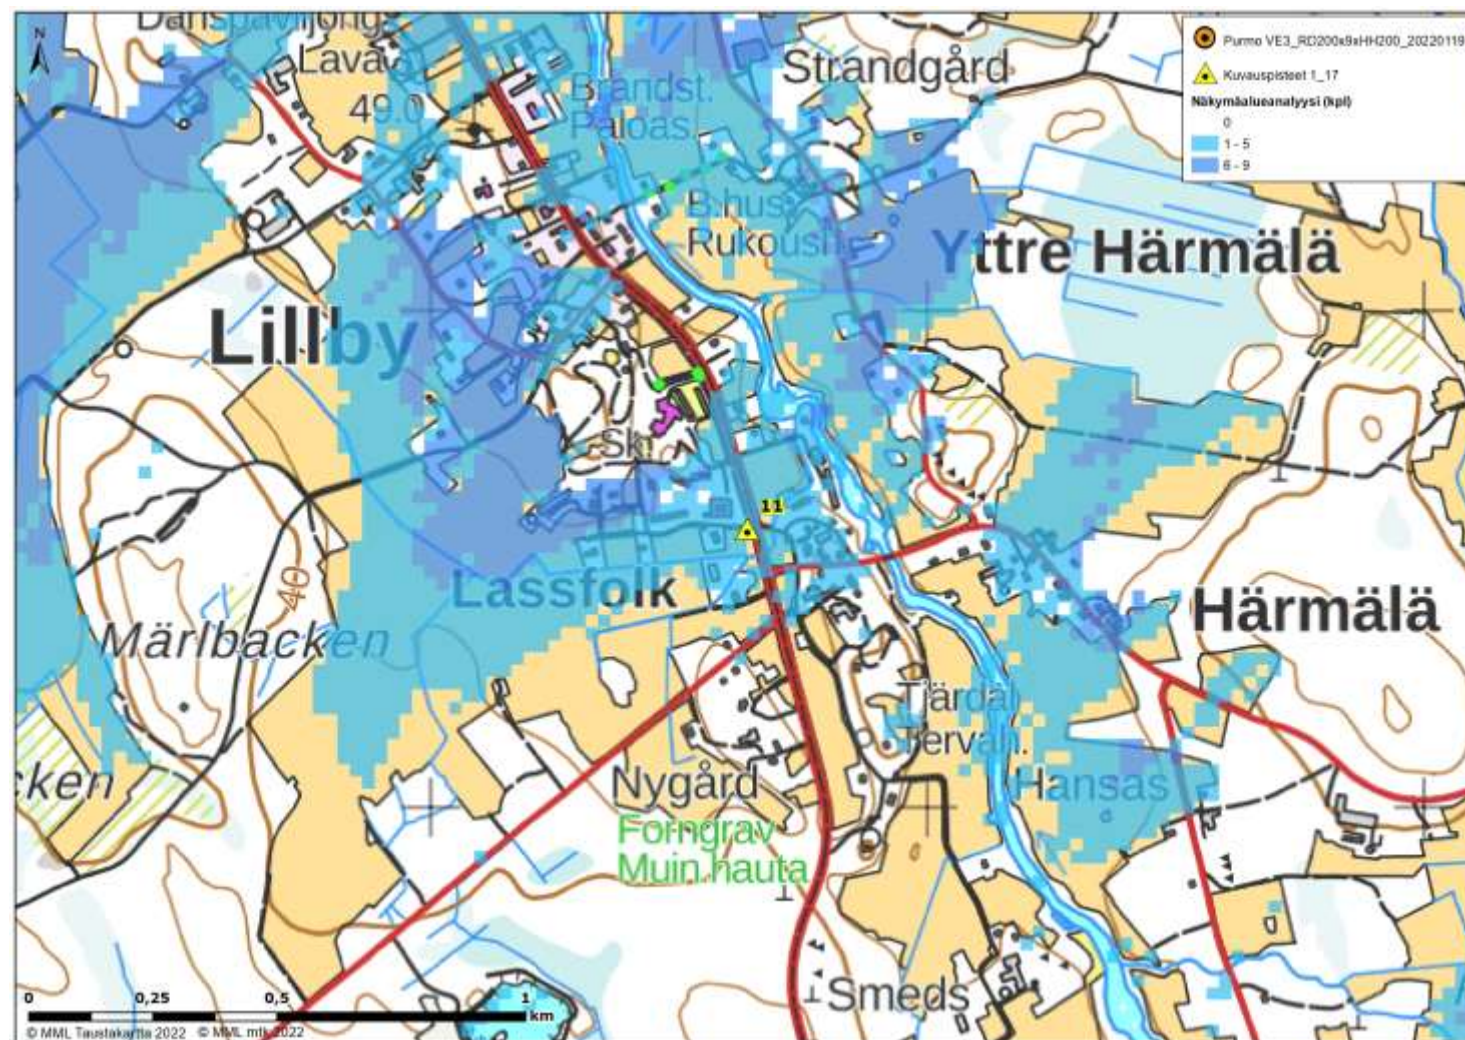 Danspaviljong
Lavav.
49.0
Brandst.
Paloas.
Strandgård
N
Purmo VE3_RD200x9xHH200_20220119
Kuvauspisteet 1_17
Näkymäalueanalyysi (kpl)
0
1 - 5
6 - 9
B.hus
Rukoush.
Yttre Härmälä
Lillby
Sk.
11
Lassfolk
40
Märlbacken
Härmälä
Tjärdal
Tervah.
cken
Nygård
Hansas
Forngrav
Muin.hauta
Smeds
0 0,25 0,5 1
km
© MML Taustakartta 2022 © MML mtk 2022